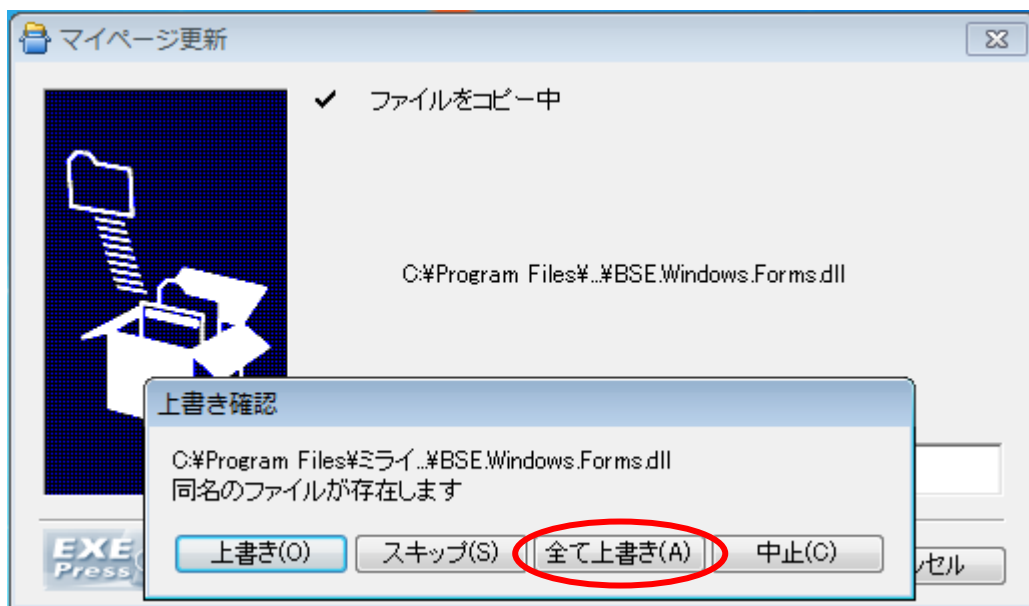 マイページ更新
✔ ファイルをコピー中
C:¥Program Files¥...¥BSE.Windows.Forms.dll
上書き確認
C:¥Program Files¥ミライ...¥BSE.Windows.Forms.dll
同名のファイルが存在します
上書き(O) スキップ(S) 全て上書き(A) 中止(C)
EXE
Press